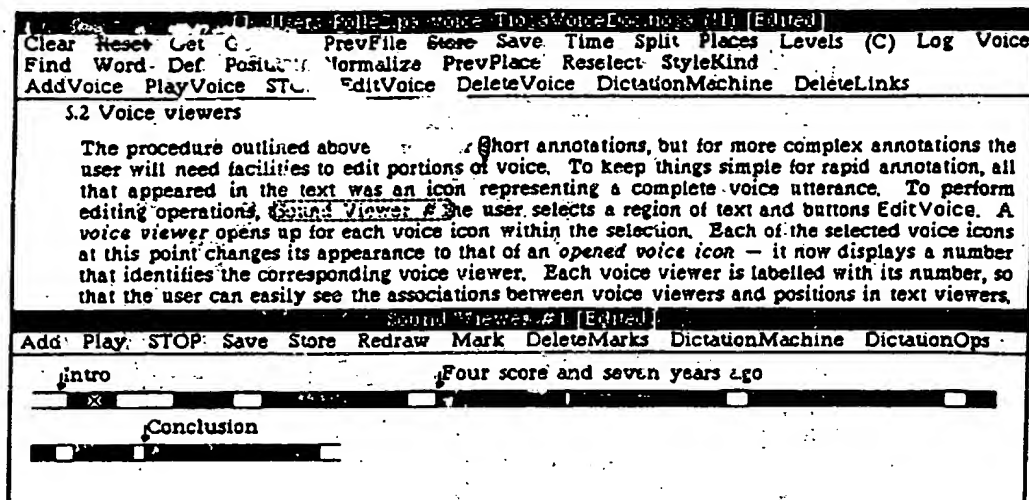 TiogaVoiceDoc.tioga (!1) [Edited]
Clear Reset Get PrevFile Store Save Time Split Places Levels (C) Log Voice
Find Word Def Position Normalize PrevPlace Reselect StyleKind
AddVoice PlayVoice STOP EditVoice DeleteVoice DictationMachine DeleteLinks
5.2 Voice viewers
The procedure outlined above short annotations, but for more complex annotations the
user will need facilities to edit portions of voice. To keep things simple for rapid annotation, all
that appeared in the text was an icon representing a complete voice utterance. To perform
editing operations, Sound Viewer # the user selects a region of text and buttons EditVoice. A
voice viewer opens up for each voice icon within the selection. Each of the selected voice icons
at this point changes its appearance to that of an opened voice icon — it now displays a number
that identifies the corresponding voice viewer. Each voice viewer is labelled with its number, so
that the user can easily see the associations between voice viewers and positions in text viewers.
Sound Viewer #1 [Edited]
Add Play STOP Save Store Redraw Mark DeleteMarks DictationMachine DictationOps
Intro Four score and seven years ago
Conclusion